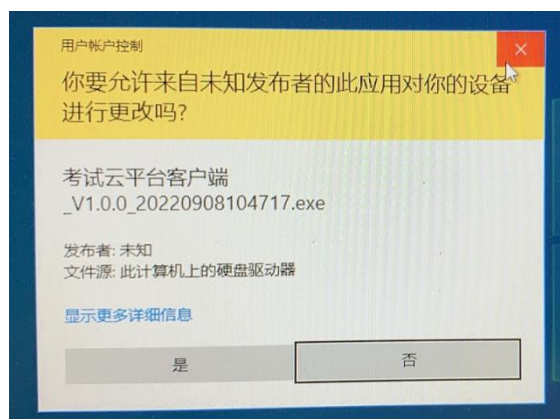 用户帐户控制
你要允许来自未知发布者的此应用对你的设备
进行更改吗?
考试云平台客户端
_V1.0.0_20220908104717.exe
发布者: 未知
文件源: 此计算机上的硬盘驱动器
显示更多详细信息
是
否